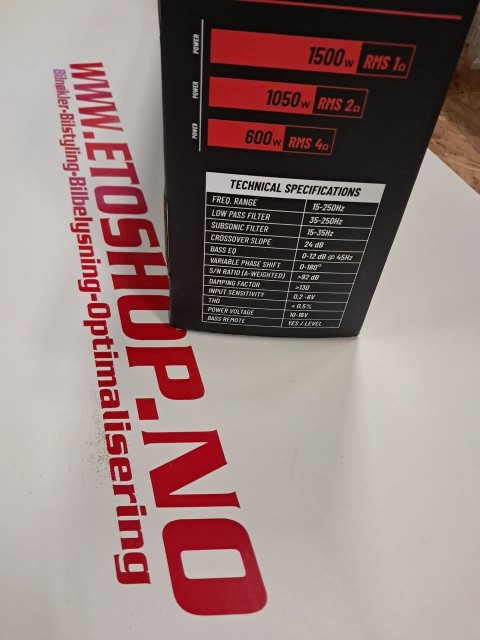 POWER
1500W RMS 1Ω
POWER
1050W RMS 2Ω
POWER
600W RMS 4Ω
TECHNICAL SPECIFICATIONS
FREQ. RANGE 15-250Hz
LOW PASS FILTER 35-250Hz
SUBSONIC FILTER 15-35Hz
CROSSOVER SLOPE 24 dB
BASS EQ 0-12 dB @ 45Hz
VARIABLE PHASE SHIFT 0-180°
S/N RATIO (A-WEIGHTED) >92 dB
DAMPING FACTOR >130
INPUT SENSITIVITY 0,2 -6V
THD < 0,5%
POWER VOLTAGE 10-16V
BASS REMOTE YES / LEVEL
WWW.ETOSHOP.NO
Bilpleier-Bilstyling-Bilbelysning-Optimalisering